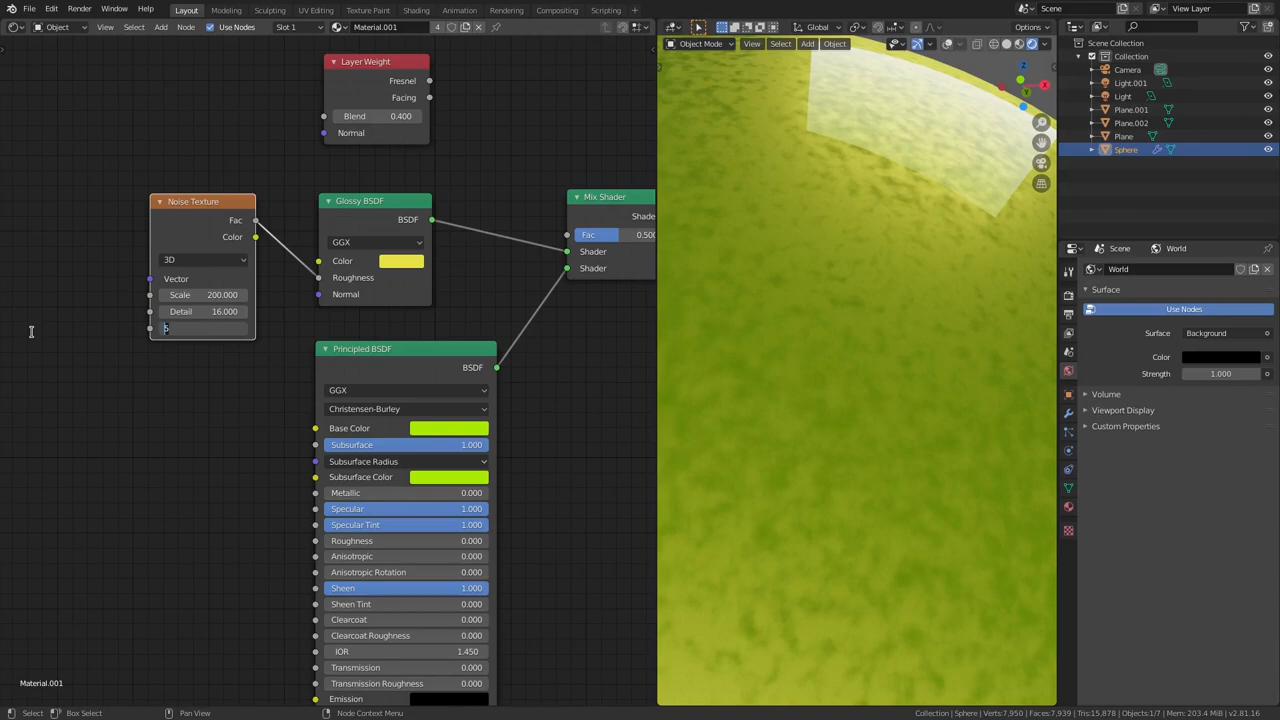 File Edit Render Window Help Layout Modeling Sculpting UV Editing Texture Paint Shading Animation Rendering Compositing Scripting + Scene View Layer
Object View Select Add Node Use Nodes Slot 1 Material.001 4 Global Options
Object Mode View Select Add Object
Layer Weight
Fresnel
Facing
Blend 0.400
Normal
Noise Texture
Fac
Color
3D
Vector
Scale 200.000
Detail 16.000
5
Glossy BSDF
BSDF
GGX
Color
Roughness
Normal
Mix Shader
Shade
Fac 0.500
Shader
Shader
Principled BSDF
BSDF
GGX
Christensen-Burley
Base Color
Subsurface 1.000
Subsurface Radius
Subsurface Color
Metallic 0.000
Specular 1.000
Specular Tint 1.000
Roughness 0.000
Anisotropic 0.000
Anisotropic Rotation 0.000
Sheen 1.000
Sheen Tint 0.000
Clearcoat 0.000
Clearcoat Roughness 0.000
IOR 1.450
Transmission 0.000
Transmission Roughness 0.000
Emission
Material.001
Z
X
Y
Scene Collection
Collection
Camera
Light.001
Light
Plane.001
Plane.002
Plane
Sphere
Scene World
World
Surface
Use Nodes
Surface Background
Color
Strength 1.000
Volume
Viewport Display
Custom Properties
Select Box Select Pan View Node Context Menu Collection | Sphere | Verts:7,950 | Faces:7,939 | Tris:15,878 | Objects:1/7 | Mem: 203.4 MiB | v2.81.16